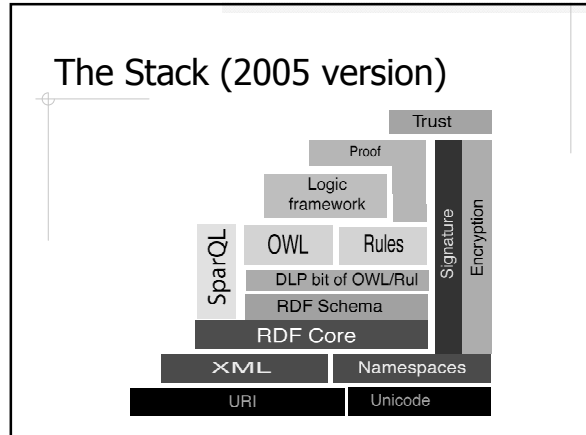 The Stack (2005 version)
Trust
Proof
Logic
framework
SparQL
OWL
Rules
DLP bit of OWL/Rul
RDF Schema
RDF Core
Signature
Encryption
XML
Namespaces
URI
Unicode